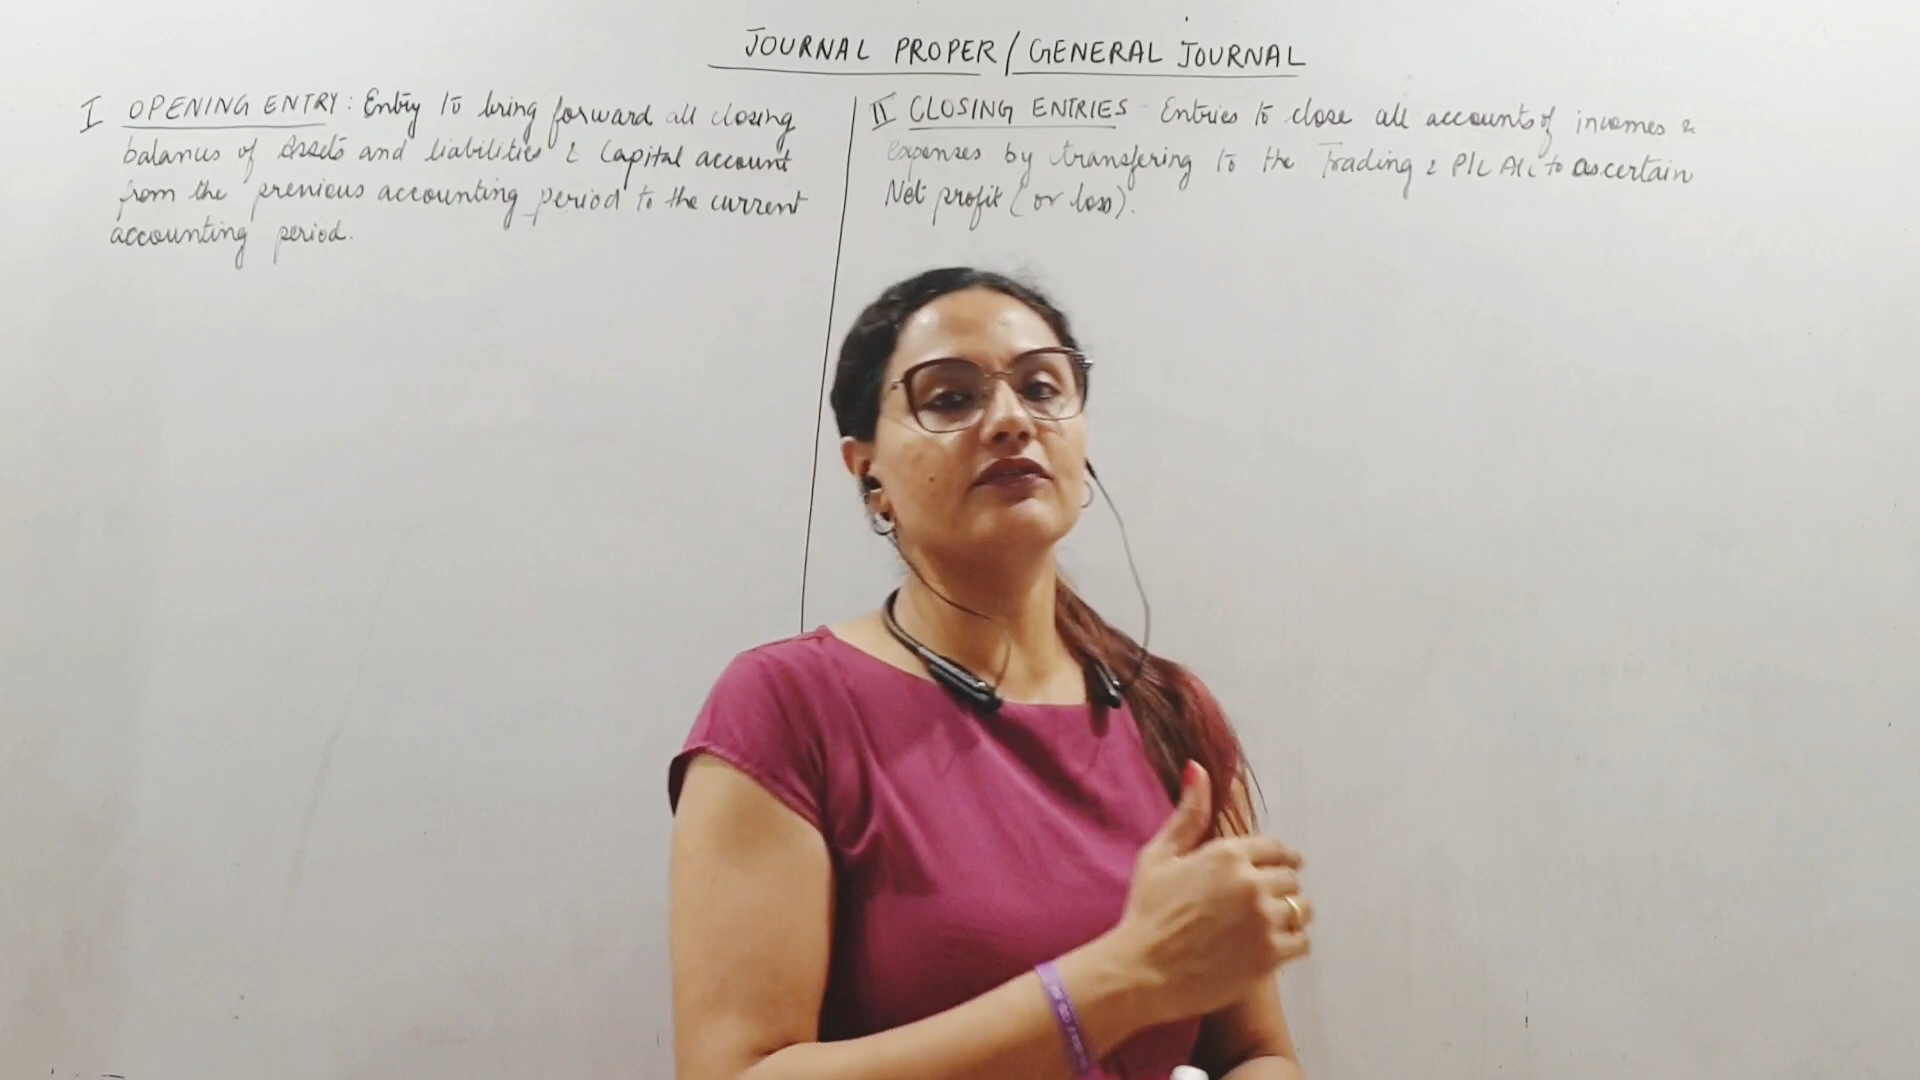 JOURNAL PROPER / GENERAL JOURNAL
I OPENING ENTRY : Entry to bring forward all closing
balances of Assets and liabilities & Capital account
from the previous accounting period to the current
accounting period.
II CLOSING ENTRIES - Entries to close all accounts of incomes &
expenses by transfering to the Trading & P/L A/c to ascertain
Net profit (or loss).